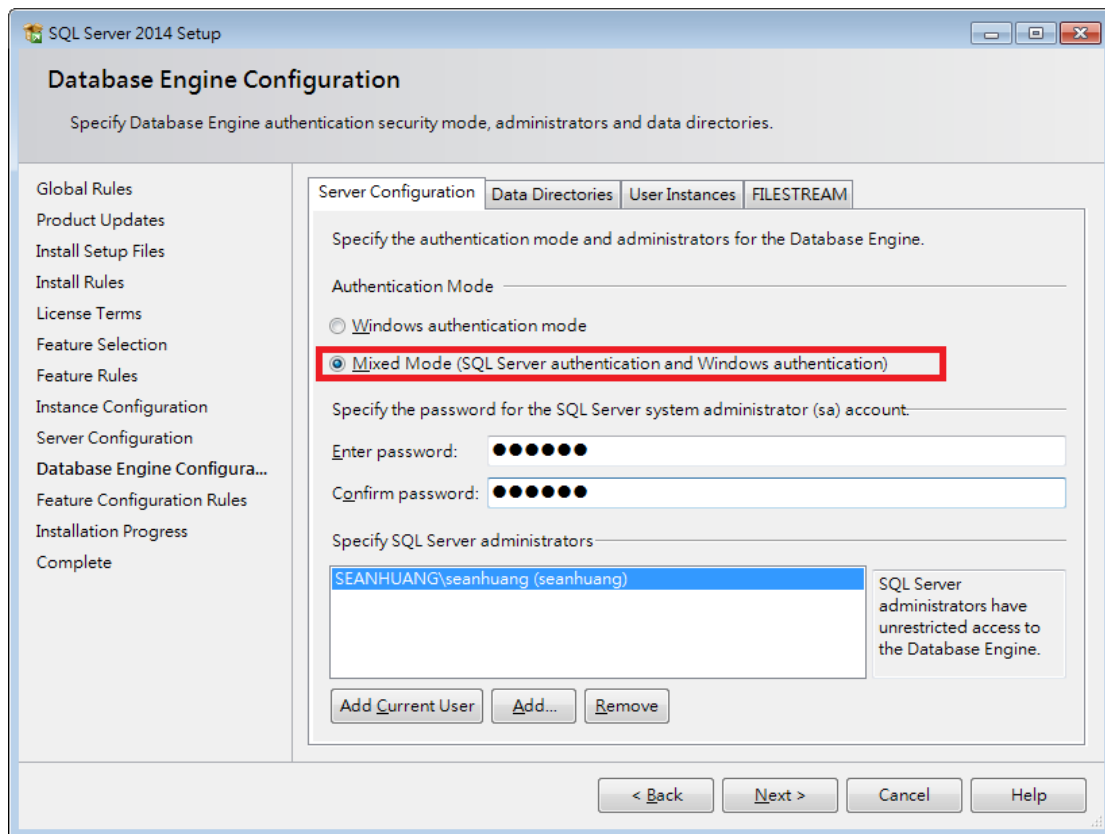 SQL Server 2014 Setup
Database Engine Configuration
Specify Database Engine authentication security mode, administrators and data directories.
Global Rules
Product Updates
Install Setup Files
Install Rules
License Terms
Feature Selection
Feature Rules
Instance Configuration
Server Configuration
Database Engine Configura...
Feature Configuration Rules
Installation Progress
Complete
Server Configuration
Data Directories
User Instances
FILESTREAM
Specify the authentication mode and administrators for the Database Engine.
Authentication Mode
Windows authentication mode
Mixed Mode (SQL Server authentication and Windows authentication)
Specify the password for the SQL Server system administrator (sa) account.
Enter password: ●●●●●●
Confirm password: ●●●●●●
Specify SQL Server administrators
SEANHUANG\seanhuang (seanhuang)
SQL Server
administrators have
unrestricted access to
the Database Engine.
Add Current User
Add...
Remove
< Back
Next >
Cancel
Help